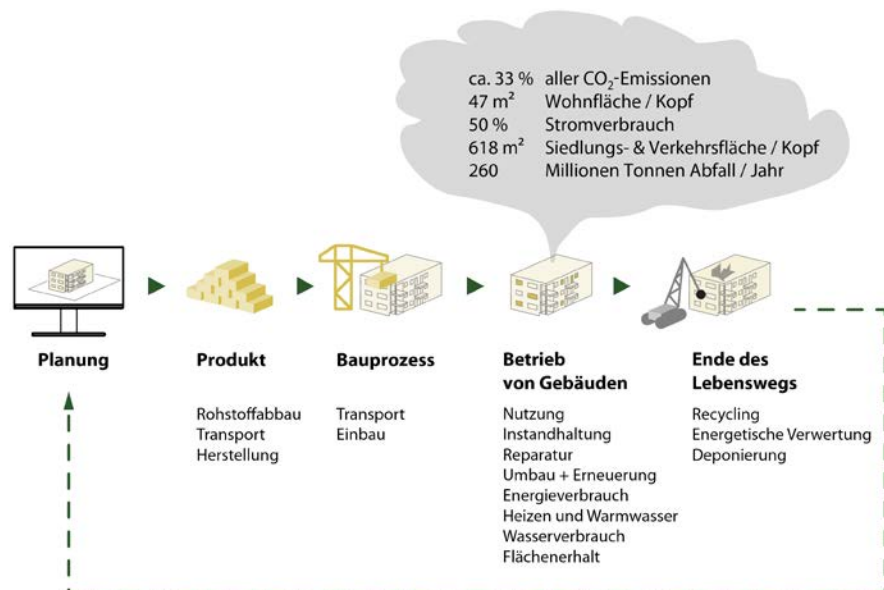 ca. 33 % aller CO₂-Emissionen
47 m² Wohnfläche / Kopf
50 % Stromverbrauch
618 m² Siedlungs- & Verkehrsfläche / Kopf
260 Millionen Tonnen Abfall / Jahr
Planung
Produkt
Rohstoffabbau
Transport
Herstellung
Bauprozess
Transport
Einbau
Betrieb
von Gebäuden
Nutzung
Instandhaltung
Reparatur
Umbau + Erneuerung
Energieverbrauch
Heizen und Warmwasser
Wasserverbrauch
Flächenerhalt
Ende des
Lebenswegs
Recycling
Energetische Verwertung
Deponierung